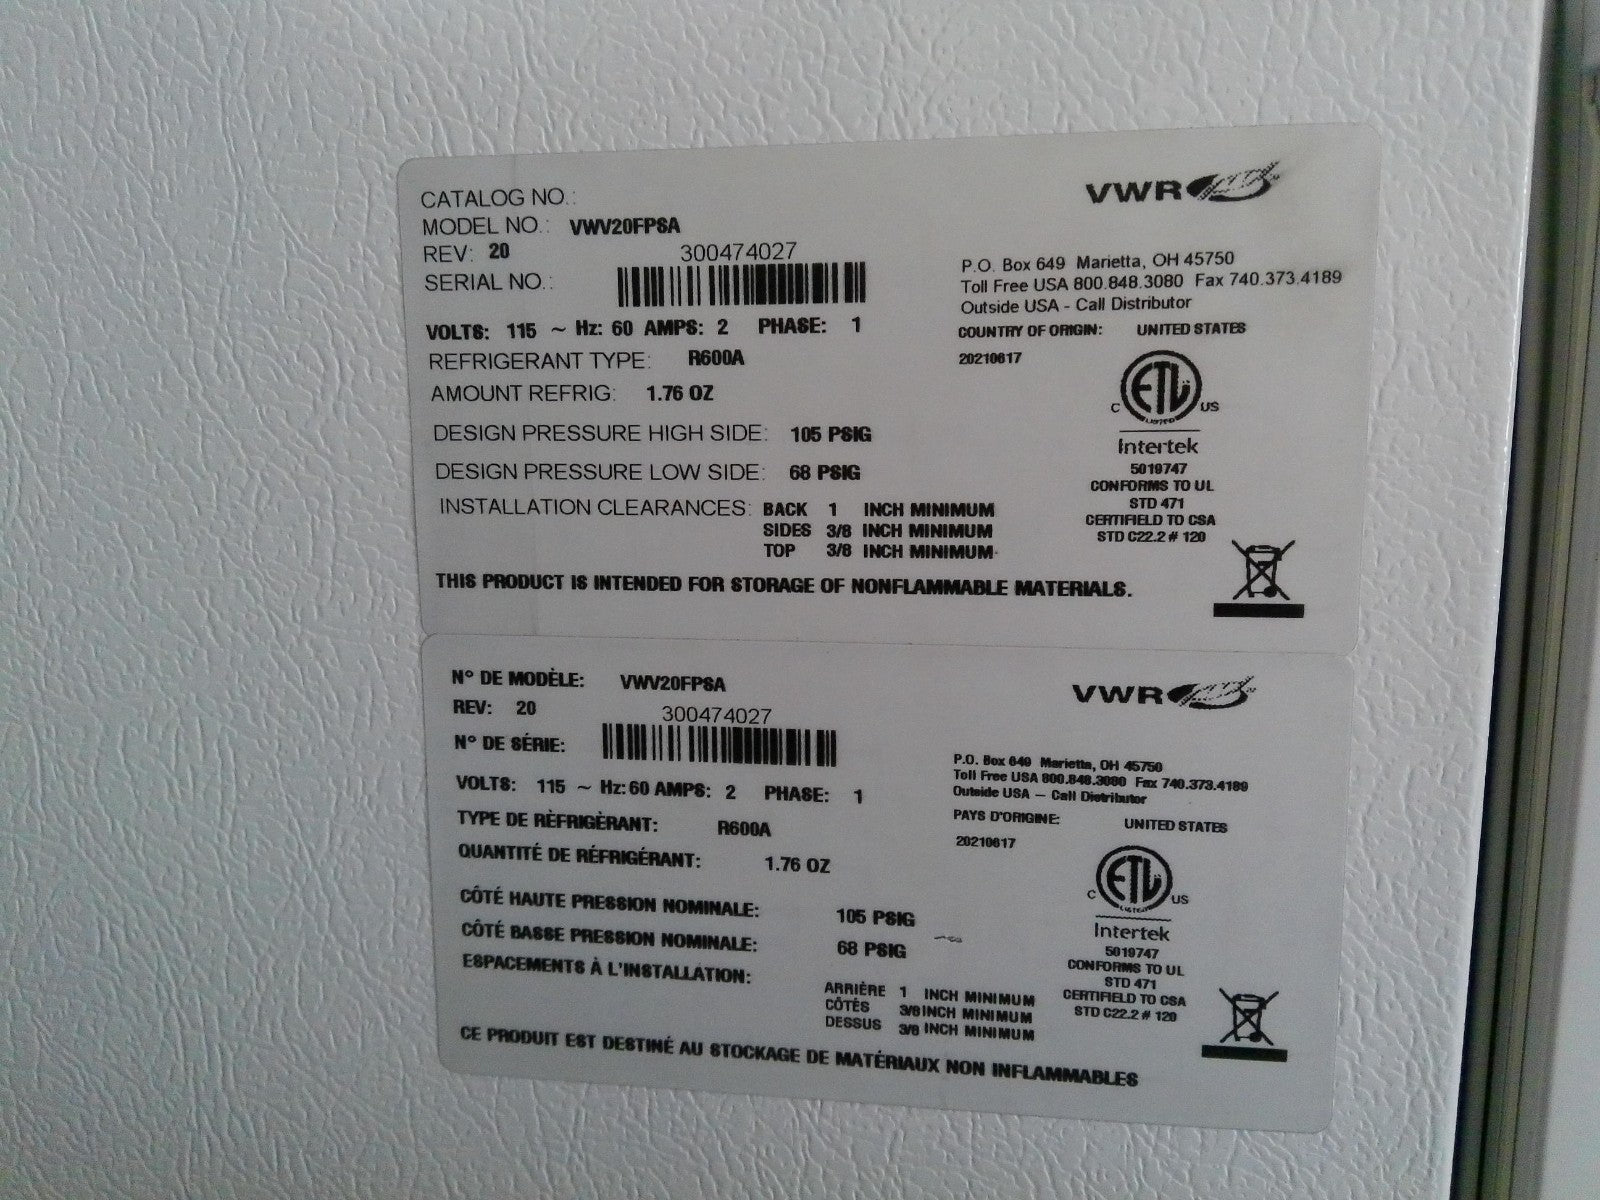 CATALOG NO.:
MODEL NO.: VWV20FPSA
REV: 20
300474027
SERIAL NO.:
VOLTS: 115 ~ Hz: 60 AMPS: 2 PHASE: 1
REFRIGERANT TYPE: R600A
AMOUNT REFRIG: 1.76 OZ
DESIGN PRESSURE HIGH SIDE: 105 PSIG
DESIGN PRESSURE LOW SIDE: 68 PSIG
INSTALLATION CLEARANCES: BACK 1 INCH MINIMUM
SIDES 3/8 INCH MINIMUM
TOP 3/8 INCH MINIMUM
THIS PRODUCT IS INTENDED FOR STORAGE OF NONFLAMMABLE MATERIALS.
VWR
P.O. Box 649 Marietta, OH 45750
Toll Free USA 800.848.3080 Fax 740.373.4189
Outside USA - Call Distributor
COUNTRY OF ORIGIN: UNITED STATES
20210617
C ETL US
LISTED
Intertek
5019747
CONFORMS TO UL
STD 471
CERTIFIELD TO CSA
STD C22.2 # 120
N° DE MODÈLE: VWV20FPSA
REV: 20
300474027
N° DE SÉRIE:
VOLTS: 115 ~ Hz: 60 AMPS: 2 PHASE: 1
TYPE DE RÈFRIGÈRANT: R600A
QUANTITÉ DE RÉFRIGÉRANT: 1.76 OZ
CÔTÉ HAUTE PRESSION NOMINALE: 105 PSIG
CÔTÉ BASSE PRESSION NOMINALE: 68 PSIG
ESPACEMENTS À L'INSTALLATION:
ARRIÈRE 1 INCH MINIMUM
CÔTÉS 3/8 INCH MINIMUM
DESSUS 3/8 INCH MINIMUM
CE PRODUIT EST DESTINÉ AU STOCKAGE DE MATÉRIAUX NON INFLAMMABLES
VWR
P.O. Box 649 Marietta, OH 45750
Toll Free USA 800.848.3080 Fax 740.373.4189
Outside USA – Call Distributor
PAYS D'ORIGINE: UNITED STATES
20210617
C ETL US
LISTED
Intertek
5019747
CONFORMS TO UL
STD 471
CERTIFIELD TO CSA
STD C22.2 # 120